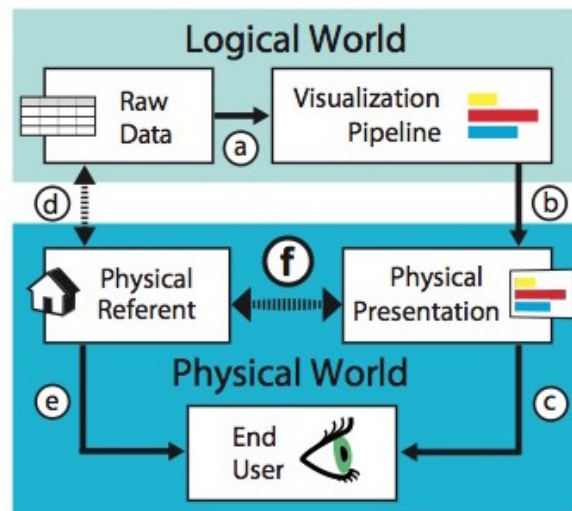 Logical World
Raw
Data
a
Visualization
Pipeline
d
b
Physical
Referent
f
Physical
Presentation
Physical World
e
c
End
User